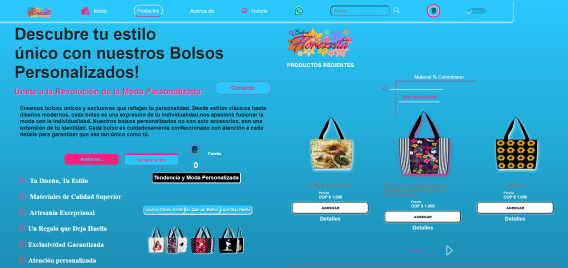 Inicio
Productos
Acerca de
Galería
Descubre tu estilo
único con nuestros Bolsos
Personalizados!
Únete a la Revolución de la Moda Personalizada!
Contacto
Creamos bolsos únicos y exclusivos que reflejen tu personalidad. Desde estilos clásicos hasta
diseños modernos, cada bolso es una expresión de tu individualidad,nos apasiona fusionar la
moda con la individualidad. Nuestros bolsos personalizados no son solo accesorios, son una
extensión de tu identidad. Cada bolso es cuidadosamente confeccionado con atención a cada
detalle para garantizar que sea tan único como tú.
Carrito
0
Tendencia y Moda Personalizada
Tu Diseño, Tu Estilo
Materiales de Calidad Superior
Artesanía Excepcional
Un Regalo que Deja Huella
Exclusividad Garantizada
Atención personalizada
PRODUCTOS RECIENTES
Material % Colombiano
Precio
COP $ 1.000
AGREGAR
Detalles
Precio
COP $ 1.000
AGREGAR
Detalles
Precio
COP $ 1.000
AGREGAR
Detalles